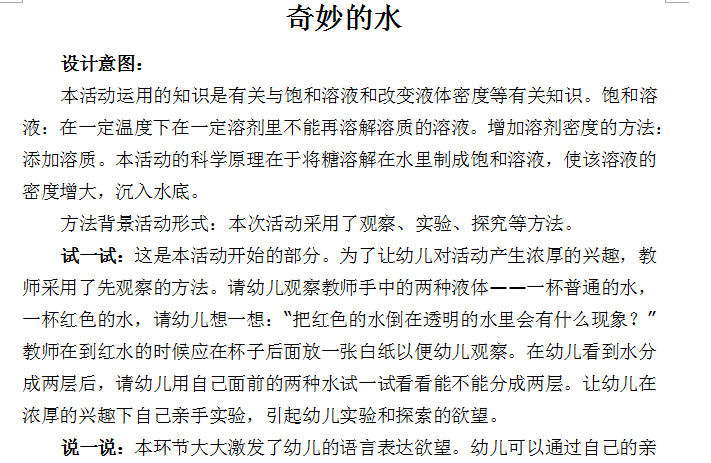 奇妙的水
设计意图：
本活动运用的知识是有关与饱和溶液和改变液体密度等有关知识。饱和溶
液：在一定温度下在一定溶剂里不能再溶解溶质的溶液。增加溶剂密度的方法：
添加溶质。本活动的科学原理在于将糖溶解在水里制成饱和溶液，使该溶液的
密度增大，沉入水底。
方法背景活动形式：本次活动采用了观察、实验、探究等方法。
试一试：这是本活动开始的部分。为了让幼儿对活动产生浓厚的兴趣，教
师采用了先观察的方法。请幼儿观察教师手中的两种液体——一杯普通的水，
一杯红色的水，请幼儿想一想：“把红色的水倒在透明的水里会有什么现象？”
教师在到红水的时候应在杯子后面放一张白纸以便幼儿观察。在幼儿看到水分
成两层后，请幼儿用自己面前的两种水试一试看看能不能分成两层。让幼儿在
浓厚的兴趣下自己亲手实验，引起幼儿实验和探索的欲望。
说一说：本环节大大激发了幼儿的语言表达欲望。幼儿可以通过自己的亲